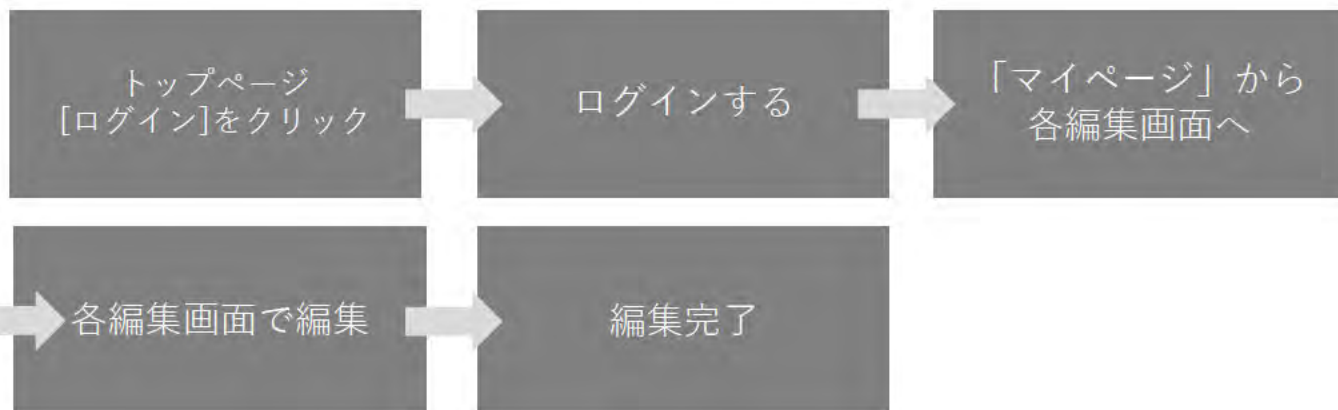 トップページ
[ログイン]をクリック
ログインする
「マイページ」から
各編集画面へ
各編集画面で編集
編集完了